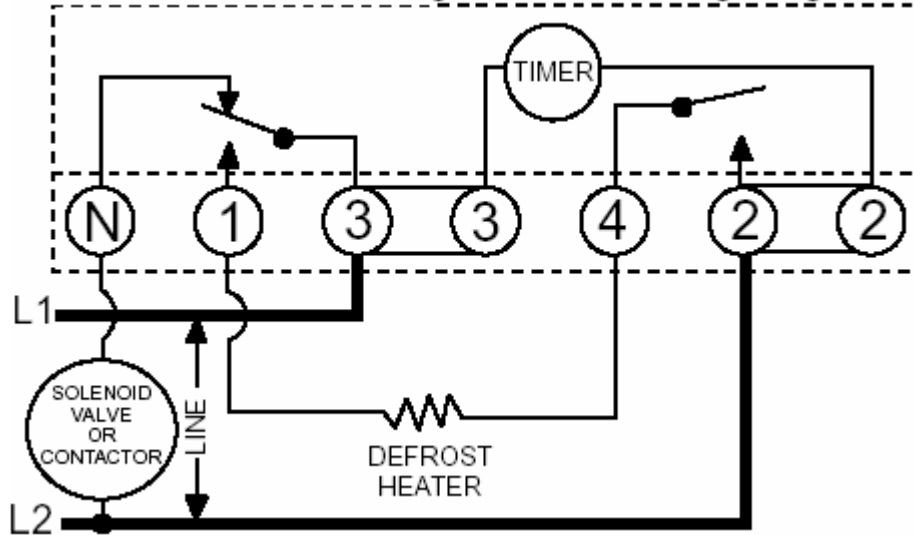 TIMER
N 1 3 3 4 2 2
L1
SOLENOID
VALVE
OR
CONTACTOR
LINE
DEFROST
HEATER
L2